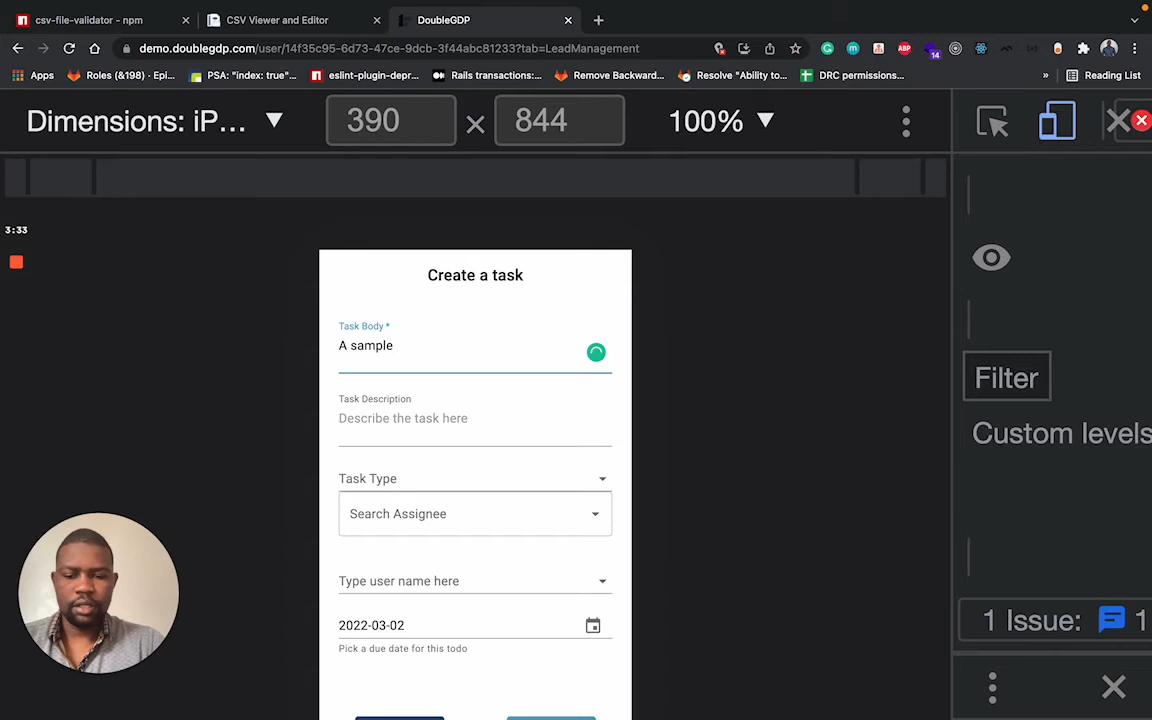 csv-file-validator - npm
CSV Viewer and Editor
DoubleGDP
demo.doublegdp.com/user/14f35c95-6d73-47ce-9dcb-3f44abc81233?tab=LeadManagement
ABP
14
Apps
Roles (&198) · Epi...
PSA: "index: true"...
eslint-plugin-depr...
Rails transactions:...
Remove Backward...
Resolve "Ability to...
DRC permissions...
»
Reading List
Dimensions: iP...
390
×
844
100%
3:33
Create a task
Task Body *
A sample
Task Description
Describe the task here
Task Type
Search Assignee
Type user name here
2022-03-02
Pick a due date for this todo
Filter
Custom levels
1 Issue:
1